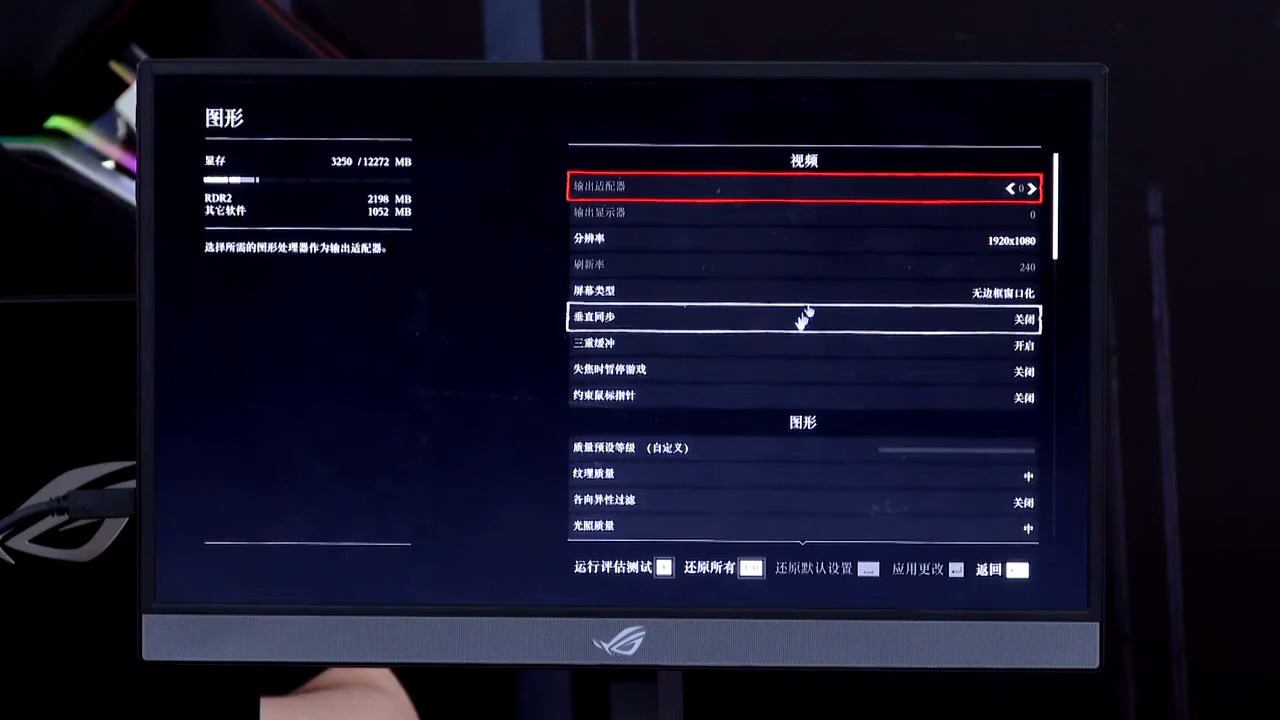 图形
显存 3250 / 12272 MB
RDR2 2198 MB
其它软件 1052 MB
选择所需的图形处理器作为输出适配器。
视频
输出适配器 0
输出显示器 0
分辨率 1920x1080
刷新率 240
屏幕类型 无边框窗口化
垂直同步 关闭
三重缓冲 开启
失焦时暂停游戏 关闭
约束鼠标指针 关闭
图形
质量预设等级 (自定义)
纹理质量 中
各向异性过滤 关闭
光照质量 中
运行评估测试 还原所有 还原默认设置 应用更改 返回